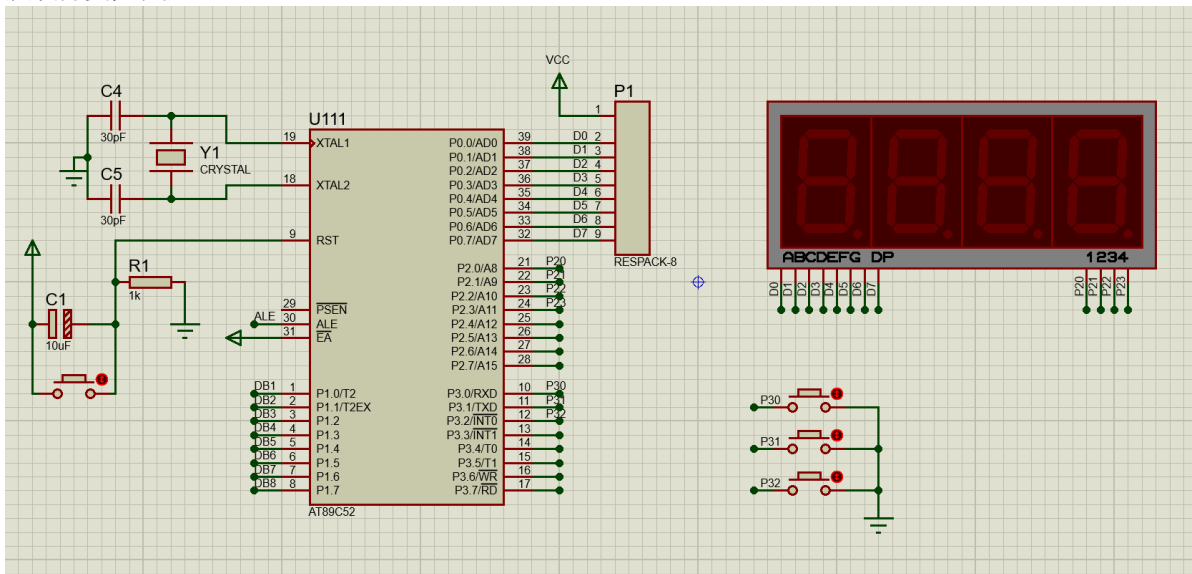 VCC
C4
30pF
Y1
CRYSTAL
C5
30pF
R1
1k
C1
10uF
U111
19 XTAL1
18 XTAL2
9 RST
29 PSEN
ALE 30 ALE
31 EA
DB1 1 P1.0/T2
DB2 2 P1.1/T2EX
DB3 3 P1.2
DB4 4 P1.3
DB5 5 P1.4
DB6 6 P1.5
DB7 7 P1.6
DB8 8 P1.7
P0.0/AD0 39 D0 2
P0.1/AD1 38 D1 3
P0.2/AD2 37 D2 4
P0.3/AD3 36 D3 5
P0.4/AD4 35 D4 6
P0.5/AD5 34 D5 7
P0.6/AD6 33 D6 8
P0.7/AD7 32 D7 9
P2.0/A8 21 P20
P2.1/A9 22 P21
P2.2/A10 23 P22
P2.3/A11 24 P23
P2.4/A12 25
P2.5/A13 26
P2.6/A14 27
P2.7/A15 28
P3.0/RXD 10 P30
P3.1/TXD 11 P31
P3.2/INT0 12 P32
P3.3/INT1 13
P3.4/T0 14
P3.5/T1 15
P3.6/WR 16
P3.7/RD 17
AT89C52
P1
1
RESPACK-8
ABCDEFG DP
1234
D0 D1 D2 D3 D4 D5 D6 D7
P20 P21 P22 P23
P30
P31
P32